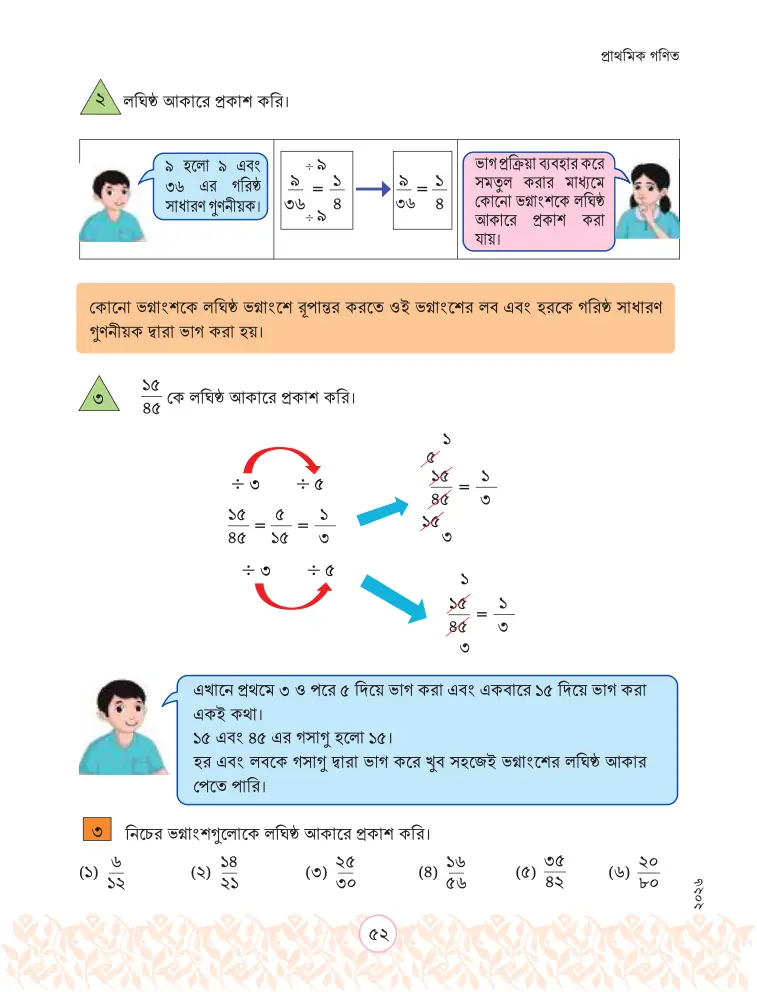 প্রাথমিক গণিত
২ লঘিষ্ঠ আকারে প্রকাশ করি।
৯ হলো ৯ এবং
৩৬ এর গরিষ্ঠ
সাধারণ গুণনীয়ক।
÷ ৯
৯/৩৬ = ১/৪
÷ ৯
৯/৩৬ = ১/৪
ভাগ প্রক্রিয়া ব্যবহার করে
সমতুল করার মাধ্যমে
কোনো ভগ্নাংশকে লঘিষ্ঠ
আকারে প্রকাশ করা
যায়।
কোনো ভগ্নাংশকে লঘিষ্ঠ ভগ্নাংশে রূপান্তর করতে ওই ভগ্নাংশের লব এবং হরকে গরিষ্ঠ সাধারণ
গুণনীয়ক দ্বারা ভাগ করা হয়।
৩ ১৫/৪৫ কে লঘিষ্ঠ আকারে প্রকাশ করি।
÷ ৩ ÷ ৫
১৫/৪৫ = ৫/১৫ = ১/৩
÷ ৩ ÷ ৫
১
৫
১৫/৪৫ = ১/৩
১৫
৩
১
১৫/৪৫ = ১/৩
৩
এখানে প্রথমে ৩ ও পরে ৫ দিয়ে ভাগ করা এবং একবারে ১৫ দিয়ে ভাগ করা
একই কথা।
১৫ এবং ৪৫ এর গসাগু হলো ১৫।
হর এবং লবকে গসাগু দ্বারা ভাগ করে খুব সহজেই ভগ্নাংশের লঘিষ্ঠ আকার
পেতে পারি।
৩ নিচের ভগ্নাংশগুলোকে লঘিষ্ঠ আকারে প্রকাশ করি।
(১) ৬/১২ (২) ১৪/২১ (৩) ২৫/৩০ (৪) ১৬/৫৬ (৫) ৩৫/৪২ (৬) ২০/৮০
২০২৬
৫২